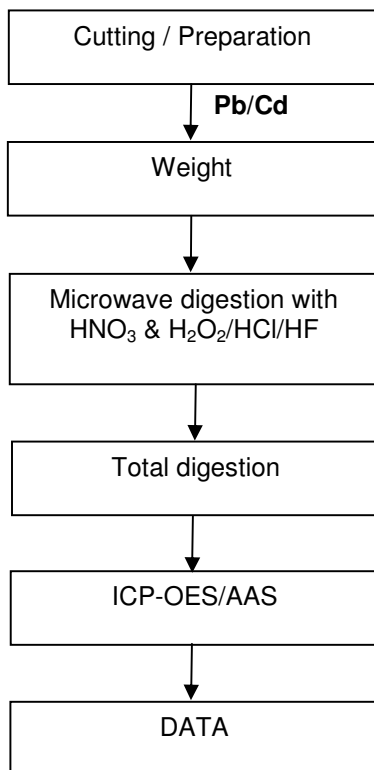 Cutting / Preparation
Pb/Cd
Weight
Microwave digestion with
HNO₃ & H₂O₂/HCl/HF
Total digestion
ICP-OES/AAS
DATA